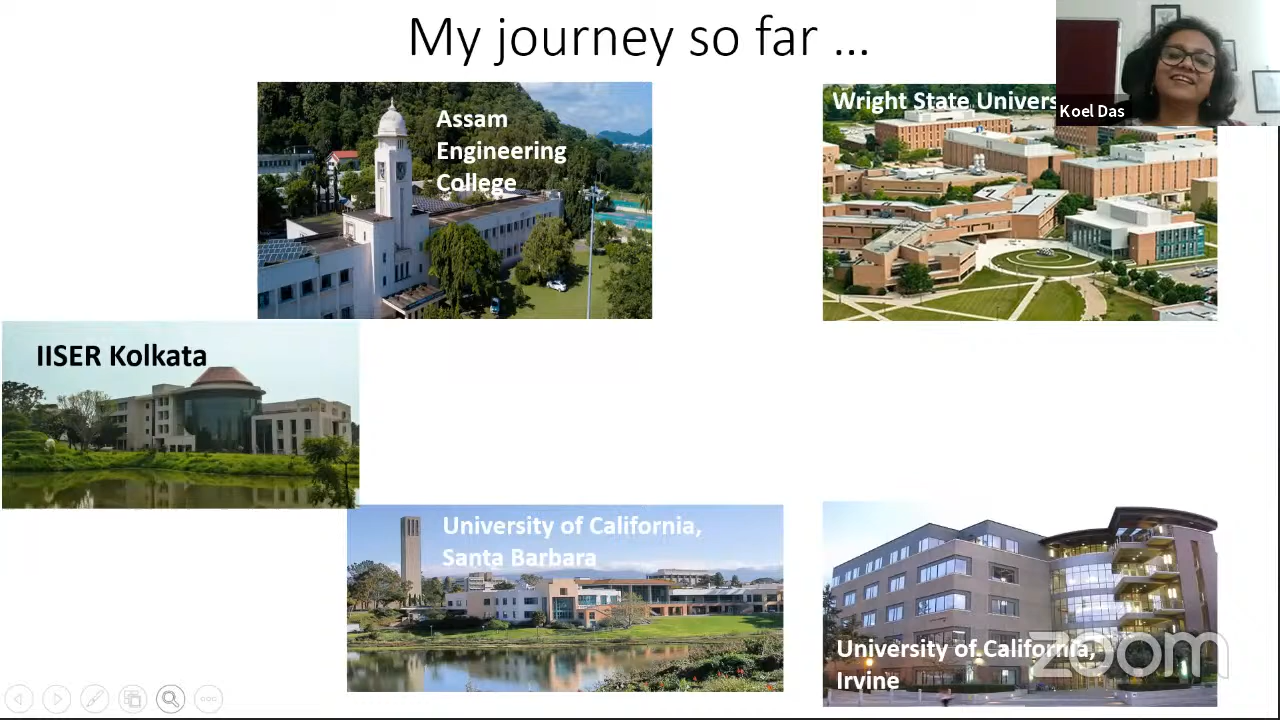 My journey so far ...
Assam
Engineering
College
Wright State Univers
Koel Das
IISER Kolkata
University of California,
Santa Barbara
University of California,
Irvine
zoom